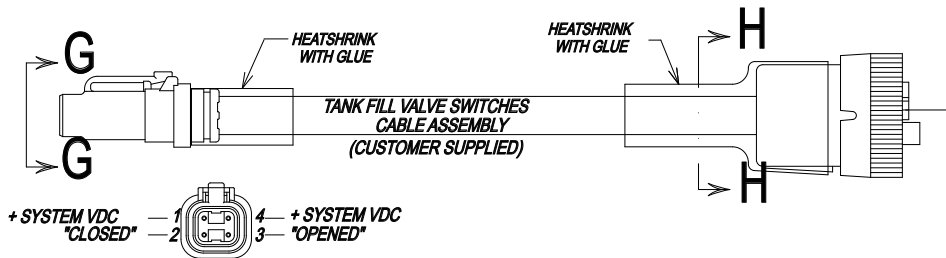 G
HEATSHRINK
WITH GLUE
HEATSHRINK
WITH GLUE
H
TANK FILL VALVE SWITCHES
CABLE ASSEMBLY
(CUSTOMER SUPPLIED)
G
H
+ SYSTEM VDC 1 4 + SYSTEM VDC
"CLOSED" 2 3 "OPENED"